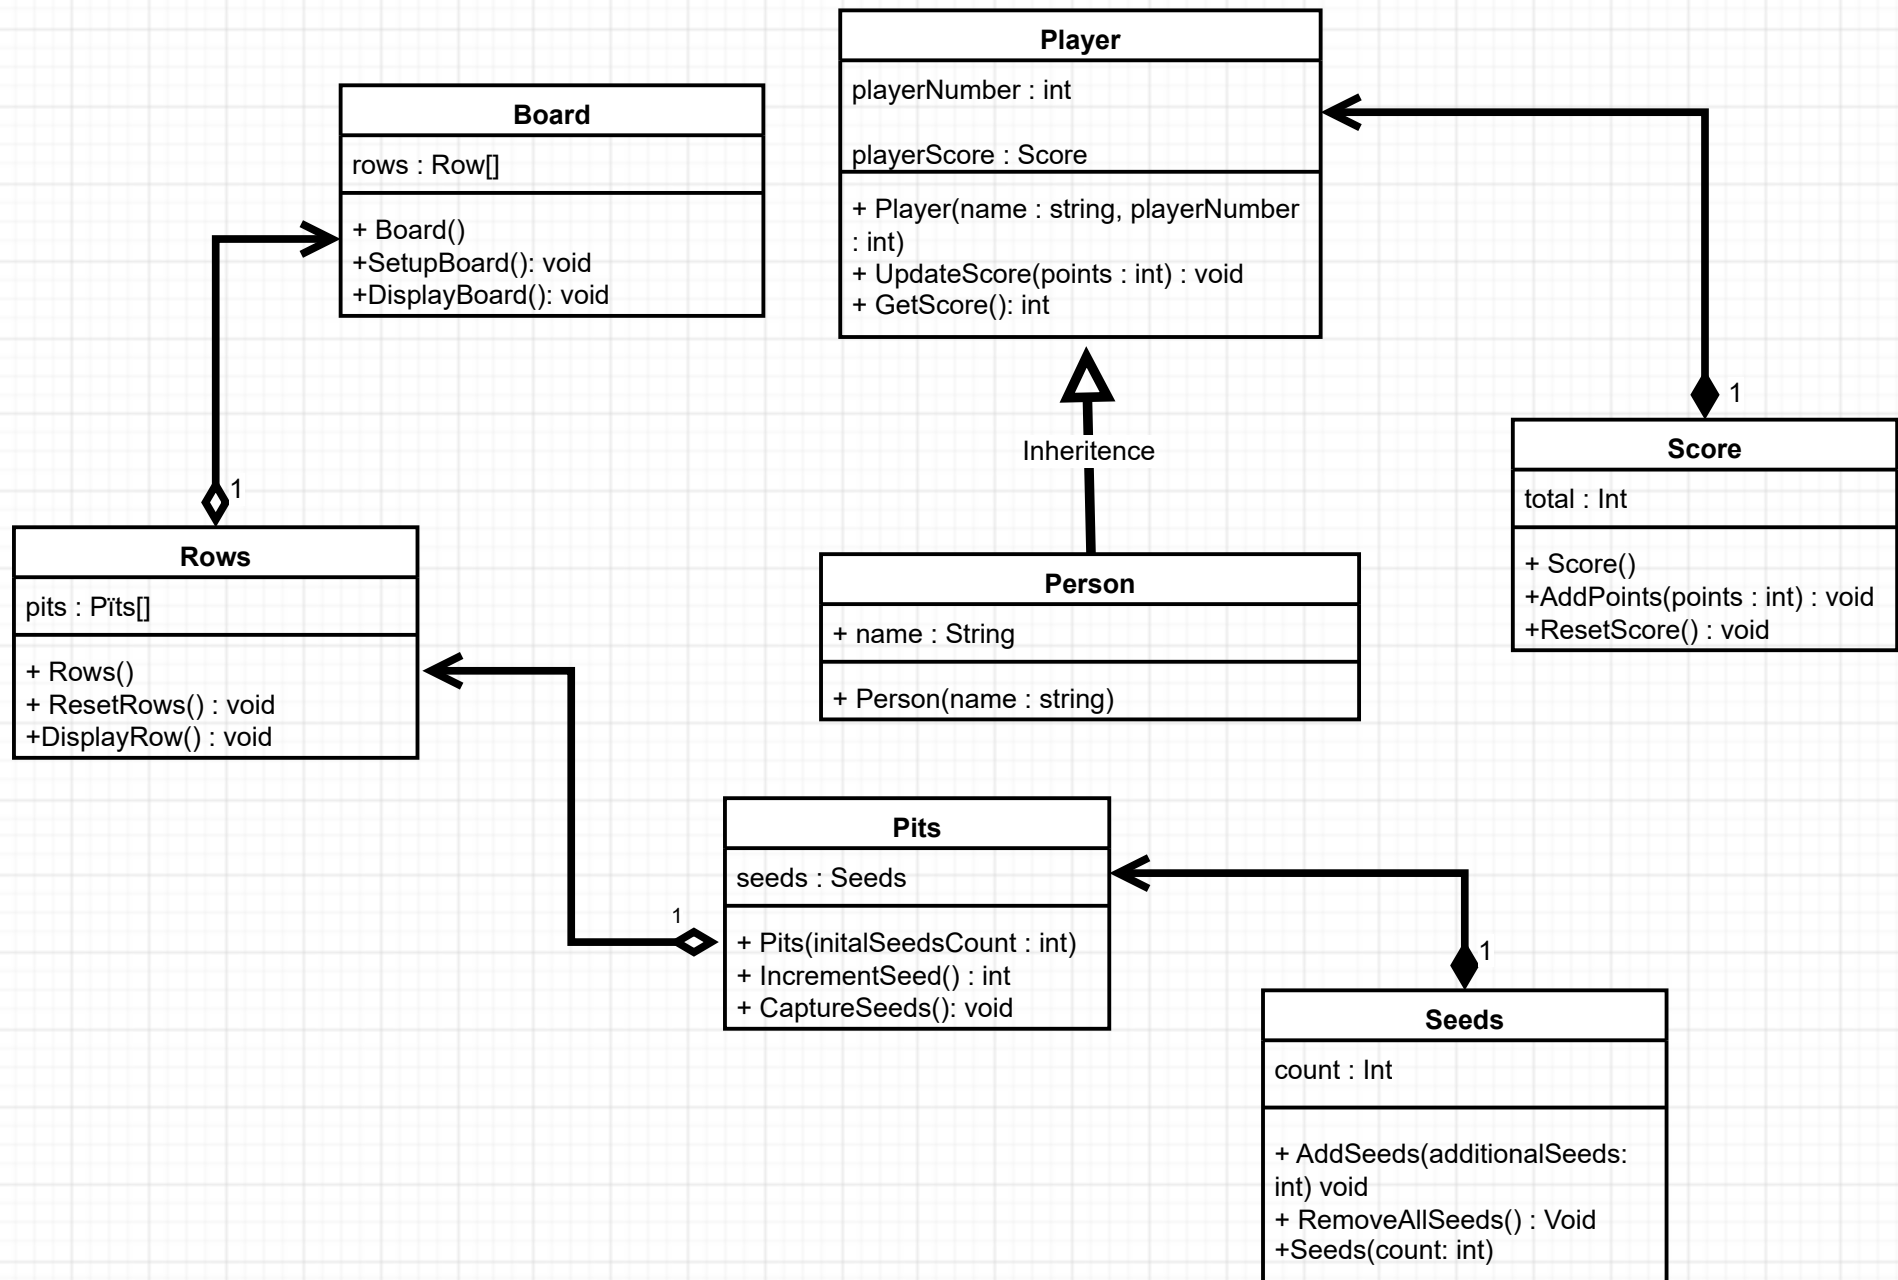 Player
playerNumber : int
playerScore : Score
+ Player(name : string, playerNumber
: int)
+ UpdateScore(points : int) : void
+ GetScore(): int
Board
rows : Row[]
+ Board()
+SetupBoard(): void
+DisplayBoard(): void
1
Inheritence
1
Score
total : Int
+ Score()
+AddPoints(points : int) : void
+ResetScore() : void
Rows
pits : Pïts[]
+ Rows()
+ ResetRows() : void
+DisplayRow() : void
Person
+ name : String
+ Person(name : string)
Pits
seeds : Seeds
+ Pits(initalSeedsCount : int)
+ IncrementSeed() : int
+ CaptureSeeds(): void
1
1
Seeds
count : Int
+ AddSeeds(additionalSeeds:
int) void
+ RemoveAllSeeds() : Void
+Seeds(count: int)